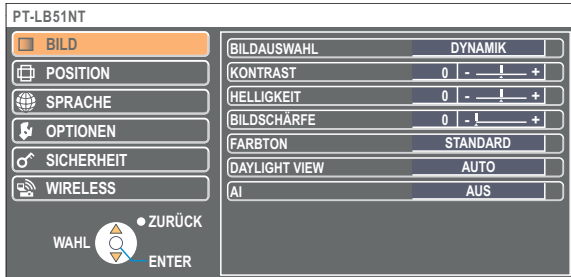 PT-LB51NT
BILD
POSITION
SPRACHE
OPTIONEN
SICHERHEIT
WIRELESS
WAHL
ZURÜCK
ENTER
BILDAUSWAHL DYNAMIK
KONTRAST 0 - +
HELLIGKEIT 0 - +
BILDSCHÄRFE 0 - +
FARBTON STANDARD
DAYLIGHT VIEW AUTO
AI AUS